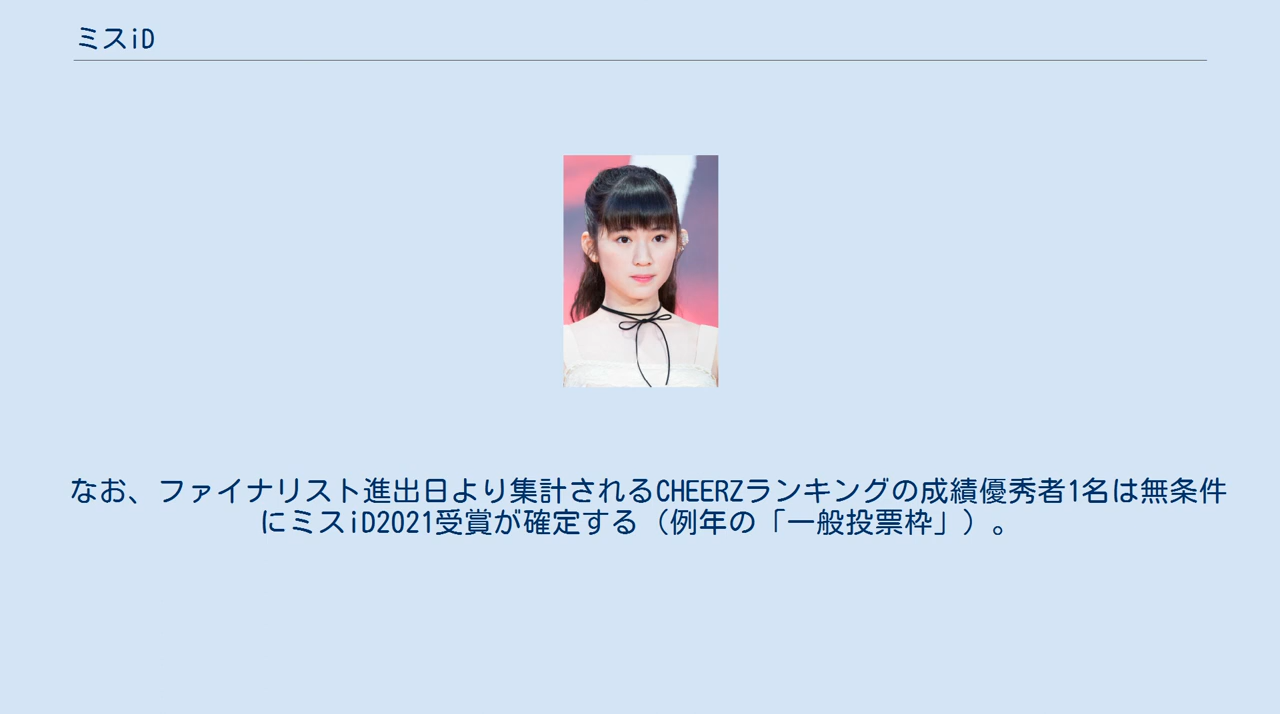 ミスiD
なお、ファイナリスト進出日より集計されるCHEERZランキングの成績優秀者1名は無条件
にミスiD2021受賞が確定する（例年の「一般投票枠」）。